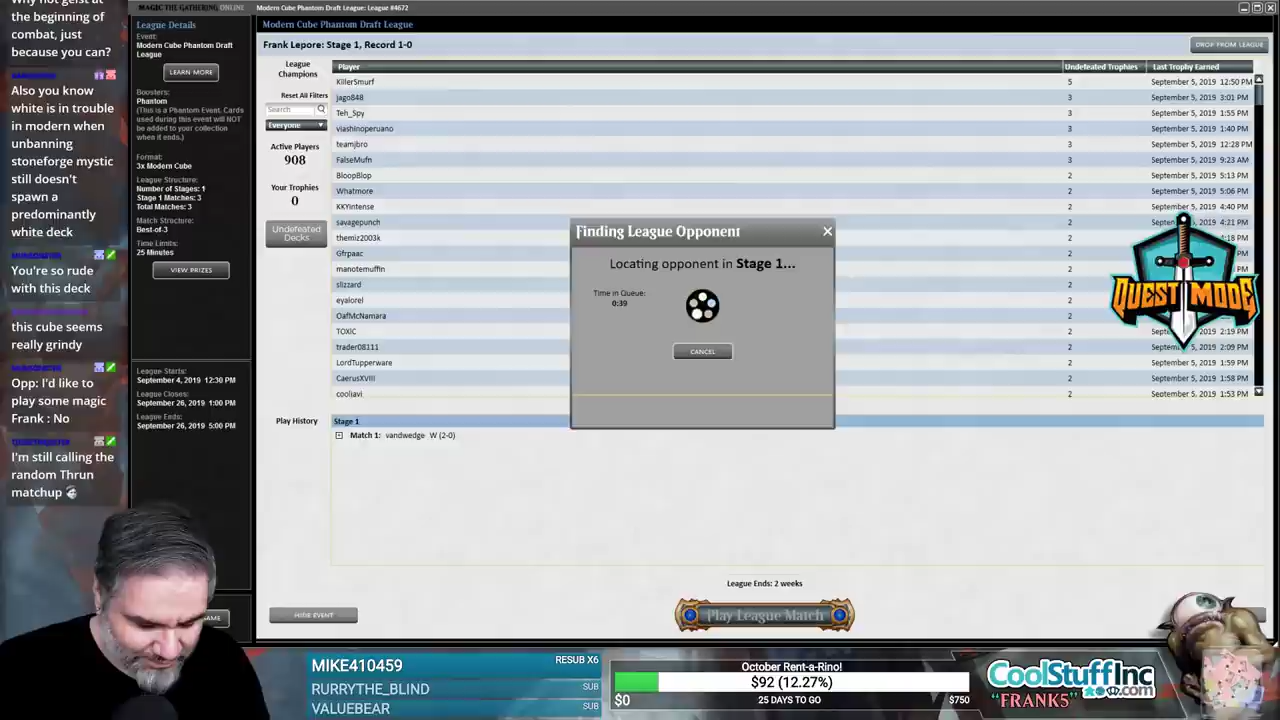 MAGIC THE GATHERING ONLINE
Modern Cube Phantom Draft League: League #4672
League Details
Modern Cube Phantom Draft League
Event:
Modern Cube Phantom Draft
League
LEARN MORE
Boosters:
Phantom
(This is a Phantom Event. Cards
used during this event will NOT
be added to your collection
when it ends.)
Format:
3x Modern Cube
League Structure:
Number of Stages: 1
Stage 1 Matches: 3
Total Matches: 3
Match Structure:
Best-of-3
Time Limits:
25 Minutes
VIEW PRIZES
League Starts:
September 4, 2019 12:30 PM
League Closes:
September 26, 2019 1:00 PM
League Ends:
September 26, 2019 5:00 PM
Why not geist at
the beginning of
combat, just
because you can?
Also you know
white is in trouble
in modern when
unbanning
stoneforge mystic
still doesn't
spawn a
predominantly
white deck
You're so rude
with this deck
this cube seems
really grindy
Opp: I'd like to
play some magic
Frank : No
I'm still calling the
random Thrun
matchup
Frank Lepore: Stage 1, Record 1-0
DROP FROM LEAGUE
League
Champions
Reset All Filters
Search
Everyone
Active Players
908
Your Trophies
0
Undefeated
Decks
Player Undefeated Trophies Last Trophy Earned
KillerSmurf 5 September 5, 2019 12:50 PM
jago848 3 September 5, 2019 3:01 PM
Teh_Spy 3 September 5, 2019 1:55 PM
viashinoperuano 3 September 5, 2019 1:40 PM
teamjbro 3 September 5, 2019 12:28 PM
FalseMufn 3 September 5, 2019 9:23 AM
BloopBlop 2 September 5, 2019 5:13 PM
Whatmore 2 September 5, 2019 5:06 PM
KKYintense 2 September 5, 2019 4:40 PM
savagepunch 2 4:21 PM
themiz2003k 2 4:18 PM
Gfrpaac 2
manotemuffin 2
slizzard 2
eyalorel 2
OafMcNamara 2
TOXIC 2 2:19 PM
trader08111 2 September 5, 2019 2:09 PM
LordTupperware 2 September 5, 2019 1:59 PM
CaerusXVIII 2 September 5, 2019 1:58 PM
cooljavi 2 September 5, 2019 1:53 PM
Finding League Opponent
Locating opponent in Stage 1...
Time in Queue:
0:39
CANCEL
QUEST MODE
Play History
Stage 1
Match 1: vandwedge W (2-0)
League Ends: 2 weeks
HIDE EVENT
Play League Match
MIKE410459 RESUB X6
RURRYTHE_BLIND SUB
VALUEBEAR SUB
October Rent-a-Rino!
$92 (12.27%)
$0 25 DAYS TO GO $750
CoolStuffInc
.com
"FRANK5"